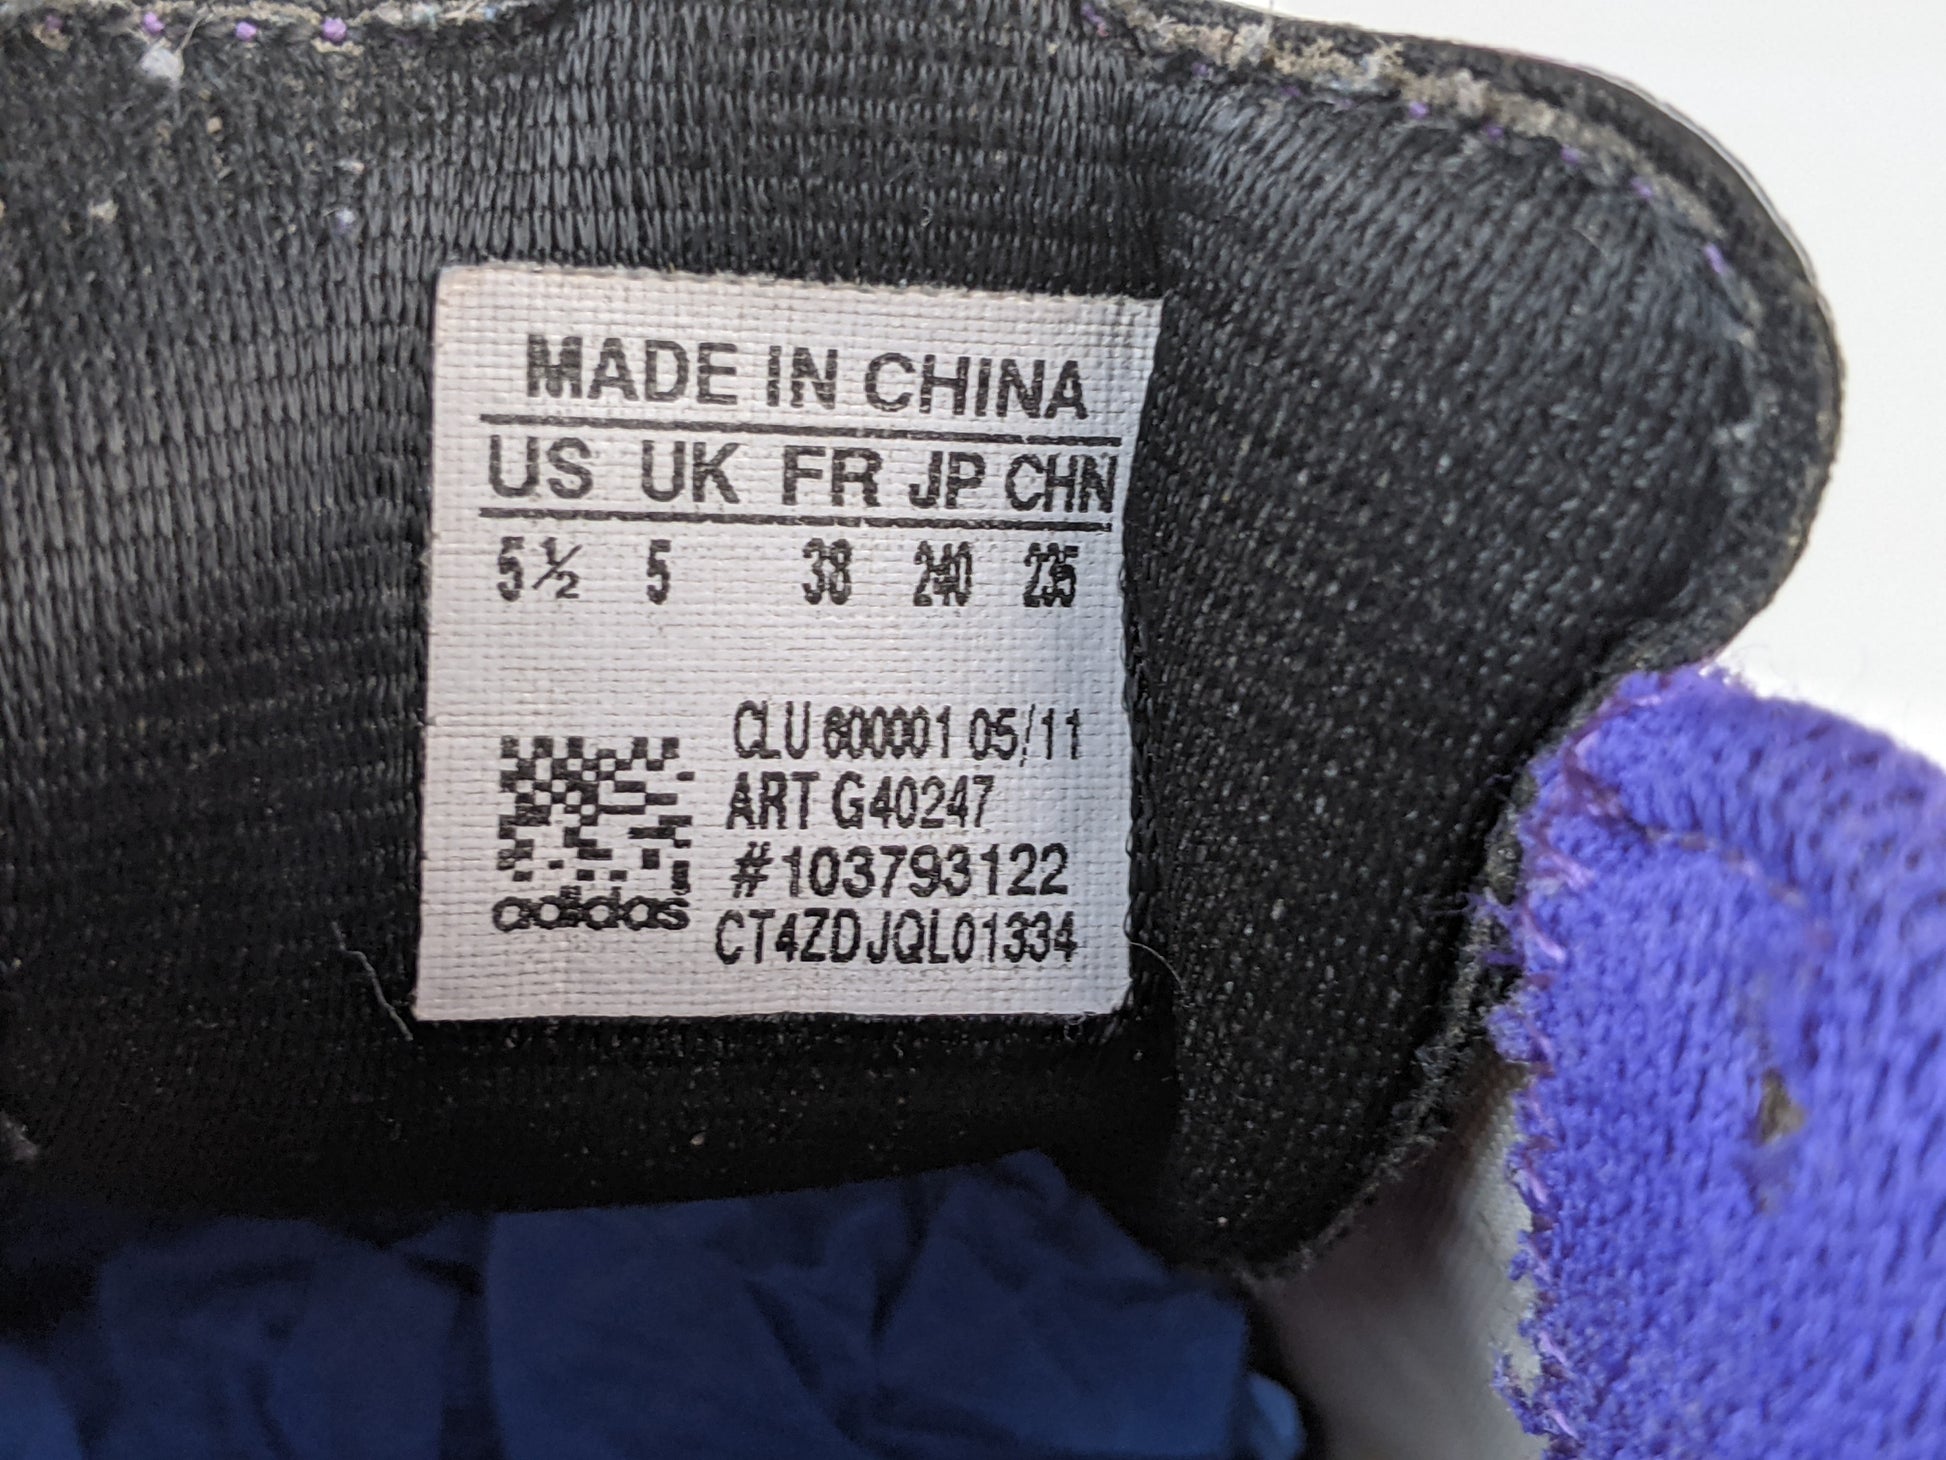 MADE IN CHINA
US UK FR JP CHN
5½ 5 38 240 235
CLU 600001 05/11
ART G40247
#103793122
adidas CT4ZDJQL01334